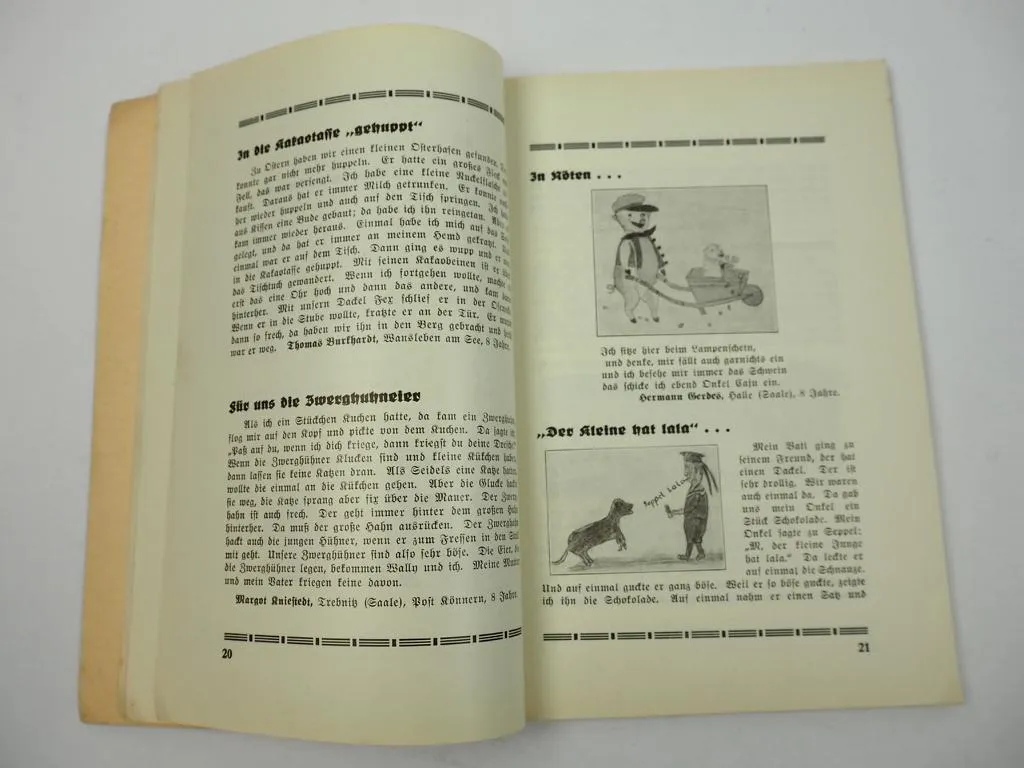 In die Kakaotasse „gehuppt“
Zu Ostern haben wir einen kleinen Osterhasen gefunden.
konnte gar nicht mehr huppeln. Er hatte ein großes
Fell, das war versengt. Ich habe eine kleine Nuckelflasche
kauft. Daraus hat er immer Milch getrunken. Er konnte
der wieder huppeln und auch auf den Tisch springen. Ich
aus Kissen eine Bude gebaut; da habe ich ihn reingetan.
kam immer wieder heraus. Einmal habe ich mich auf das
gelegt, und da hat er immer an meinem Hemd gekratzt.
einmal war er auf dem Tisch. Dann ging es wupp und er
in die Kakaotasse gehuppt. Mit seinen Kakaobeinen ist er
das Tischtuch gewandert. Wenn ich fortgehen wollte, machte
erst das eine Ohr hoch und dann das andere, und kam
hinterher. Mit unserm Dackel Fex schlief er in der
Wenn er in die Stube wollte, kratzte er an der Tür. Er
dann so frech, da haben wir ihn in den Berg gebracht und
war er weg. Thomas Burkhardt, Wansleben am See, 8 Jahre.
Für uns die Zwerghuhneier
Als ich ein Stückchen Kuchen hatte, da kam ein
flog mir auf den Kopf und pickte von dem Kuchen. Da sagte
„Paß auf du, wenn ich dich kriege, dann kriegst du deine
Wenn die Zwerghühner Klucken sind und kleine Küken haben,
dann lassen sie keine Katzen dran. Als Seidels eine Katze hatten,
wollte die einmal an die Küken gehen. Aber die Glucke
sie weg, die Katze sprang aber fix über die Mauer. Der
hahn ist auch frech. Der geht immer hinter dem großen
hinterher. Da muß der große Hahn ausrücken. Der
hackt auch die jungen Hühner, wenn er zum Fressen in den
mit geht. Unsere Zwerghühner sind also sehr böse. Die Eier, die
die Zwerghühner legen, bekommen Wally und ich. Meine
und mein Vater kriegen keine davon.
Margot Kniestedt, Trebnitz (Saale), Post Könnern, 8 Jahre.
20
In Nöten . . .
Ich sitze hier beim Lampenschein,
und denke, mir fällt auch garnichts ein
und ich besehe mir immer das Schwein
das schicke ich ebend Onkel Caju ein.
Hermann Gerdes, Halle (Saale), 8 Jahre.
„Der Kleine hat lala“ . . .
Seppel Lala
Mein Vati ging zu
seinem Freund, der hat
einen Dackel. Der ist
sehr drollig. Wir waren
auch einmal da. Da gab
uns mein Onkel ein
Stück Schokolade. Mein
Onkel sagte zu Seppel:
„M, der kleine Junge
hat lala.“ Da leckte er
auf einmal die Schnauze.
Und auf einmal guckte er ganz böse. Weil er so böse guckte, zeigte
ich ihn die Schokolade. Auf einmal nahm er einen Satz und
21